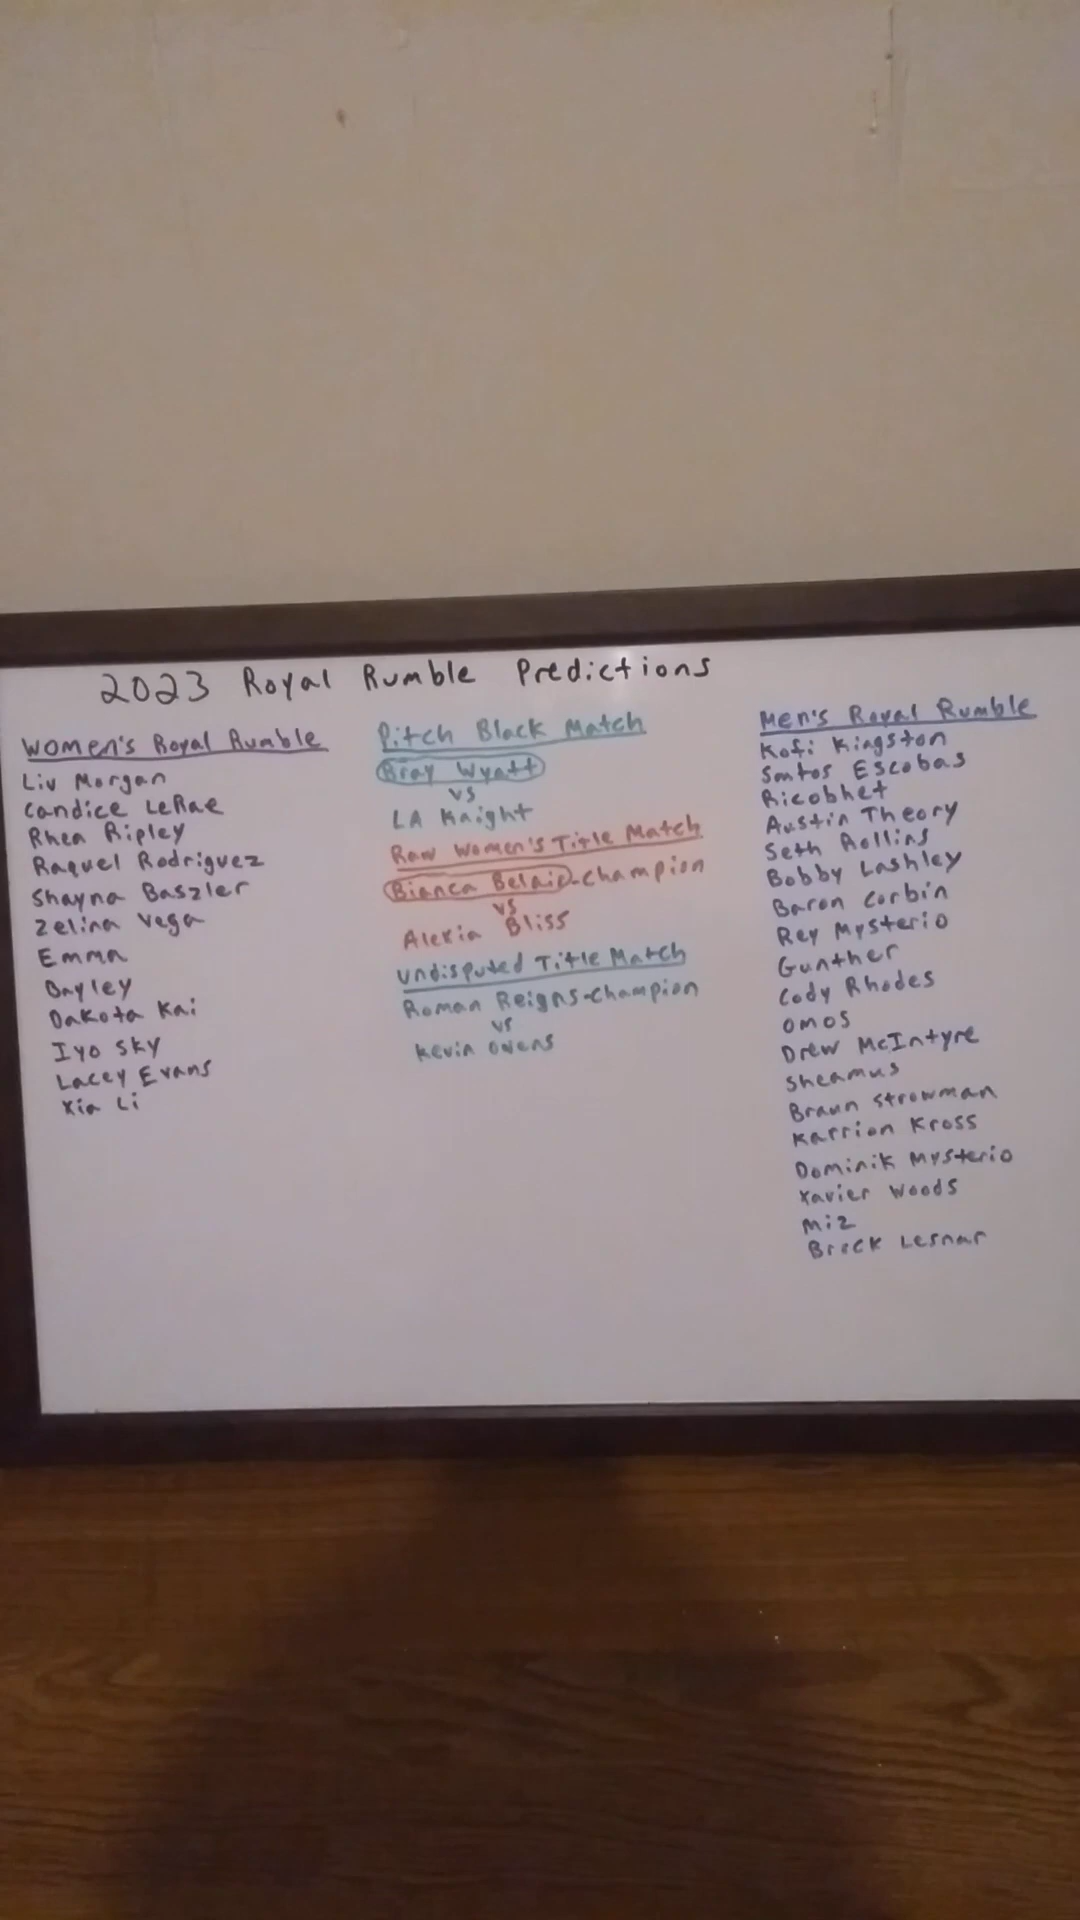 2023 Royal Rumble Predictions
Women's Royal Rumble
Liv Morgan
Candice LeRae
Rhea Ripley
Raquel Rodriguez
Shayna Baszler
Zelina Vega
Emma
Bayley
Dakota Kai
Iyo Sky
Lacey Evans
Xia Li
Pitch Black Match
Bray Wyatt
vs
LA Knight
Raw Women's Title Match
Bianca Belair-Champion
vs
Alexia Bliss
Undisputed Title Match
Roman Reigns-Champion
vs
Kevin Owens
Men's Royal Rumble
Kofi Kingston
Santos Escobas
Ricobhet
Austin Theory
Seth Rollins
Bobby Lashley
Baron Corbin
Rey Mysterio
Gunther
Cody Rhodes
Omos
Drew McIntyre
Sheamus
Braun Strowman
Karrion Kross
Dominik Mysterio
Xavier Woods
Miz
Brock Lesnar